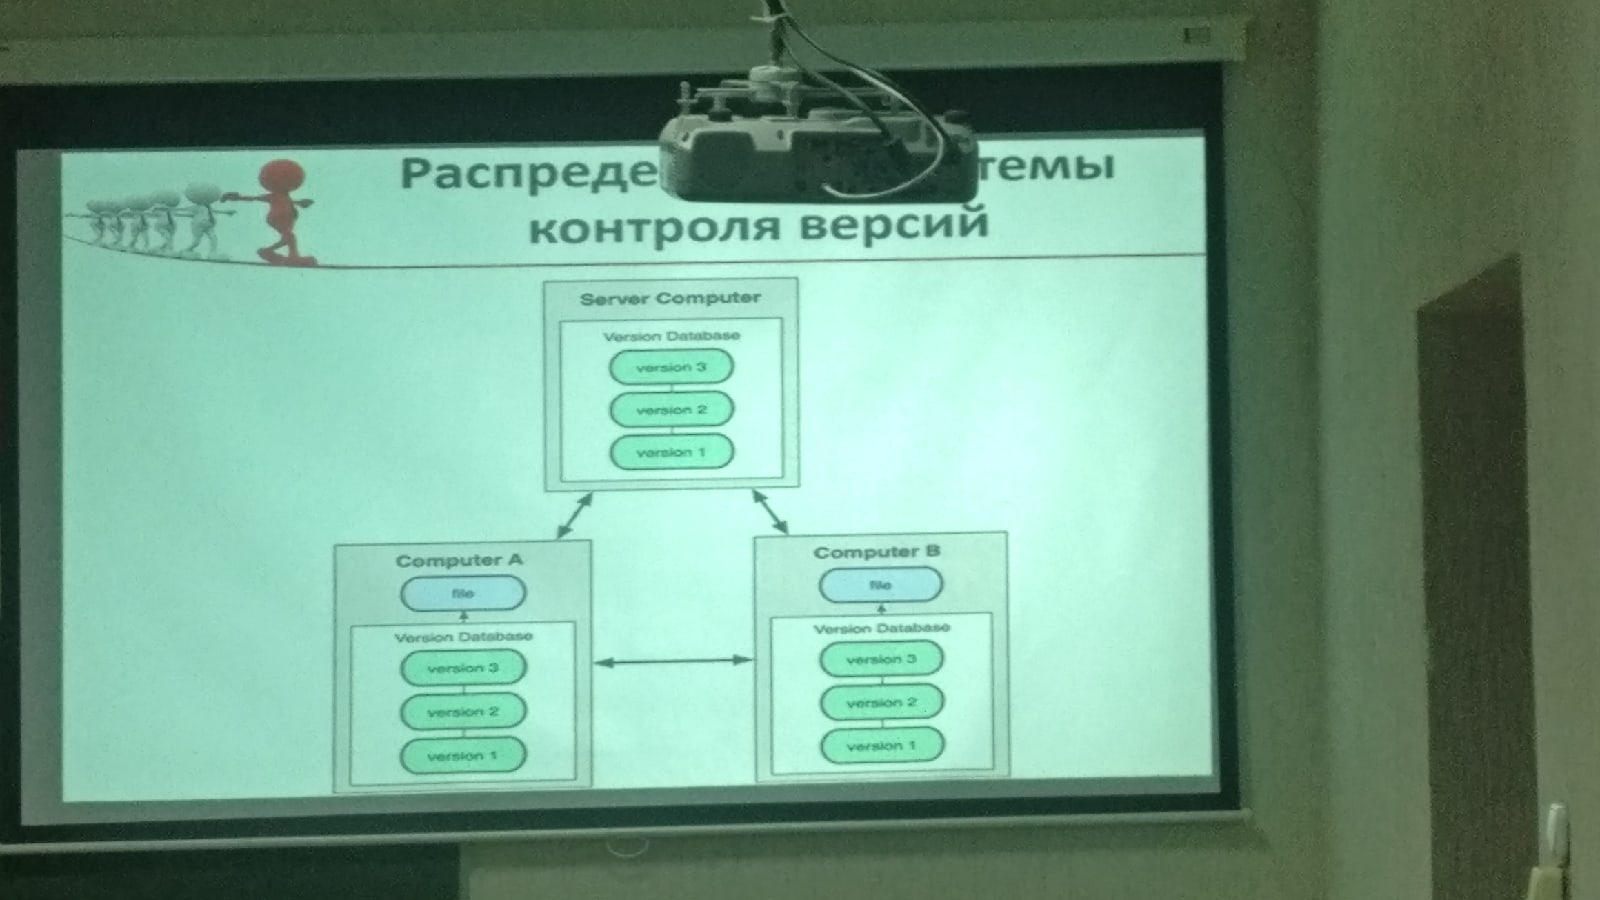 Распреде темы
контроля версий
Server Computer
Version Database
version 3
version 2
version 1
Computer A
file
Version Database
version 3
version 2
version 1
Computer B
file
Version Database
version 3
version 2
version 1